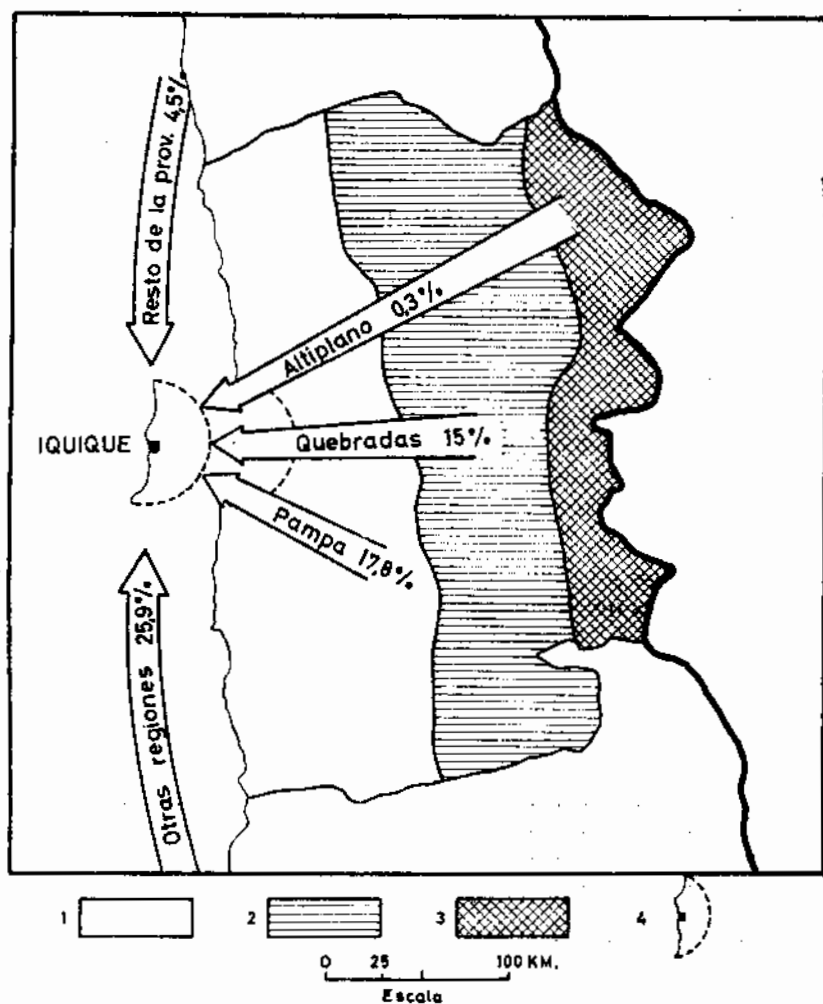 Resto de la prov. 4,5%
Altiplano 0,3%
IQUIQUE
Quebradas 15%
Pampa 17,8%
Otras regiones 25,9%
1
2
3
4
0 25 100 KM.
Escala